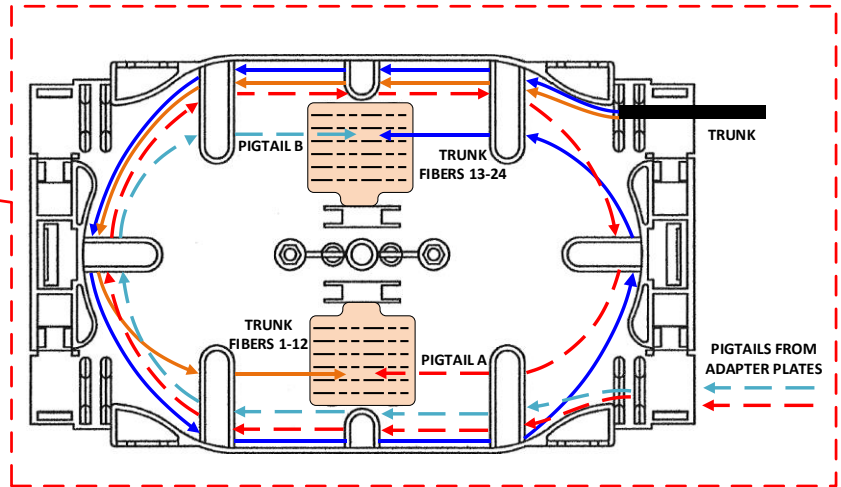 TRUNK
PIGTAIL B
TRUNK
FIBERS 13-24
TRUNK
FIBERS 1-12
PIGTAIL A
PIGTAILS FROM
ADAPTER PLATES